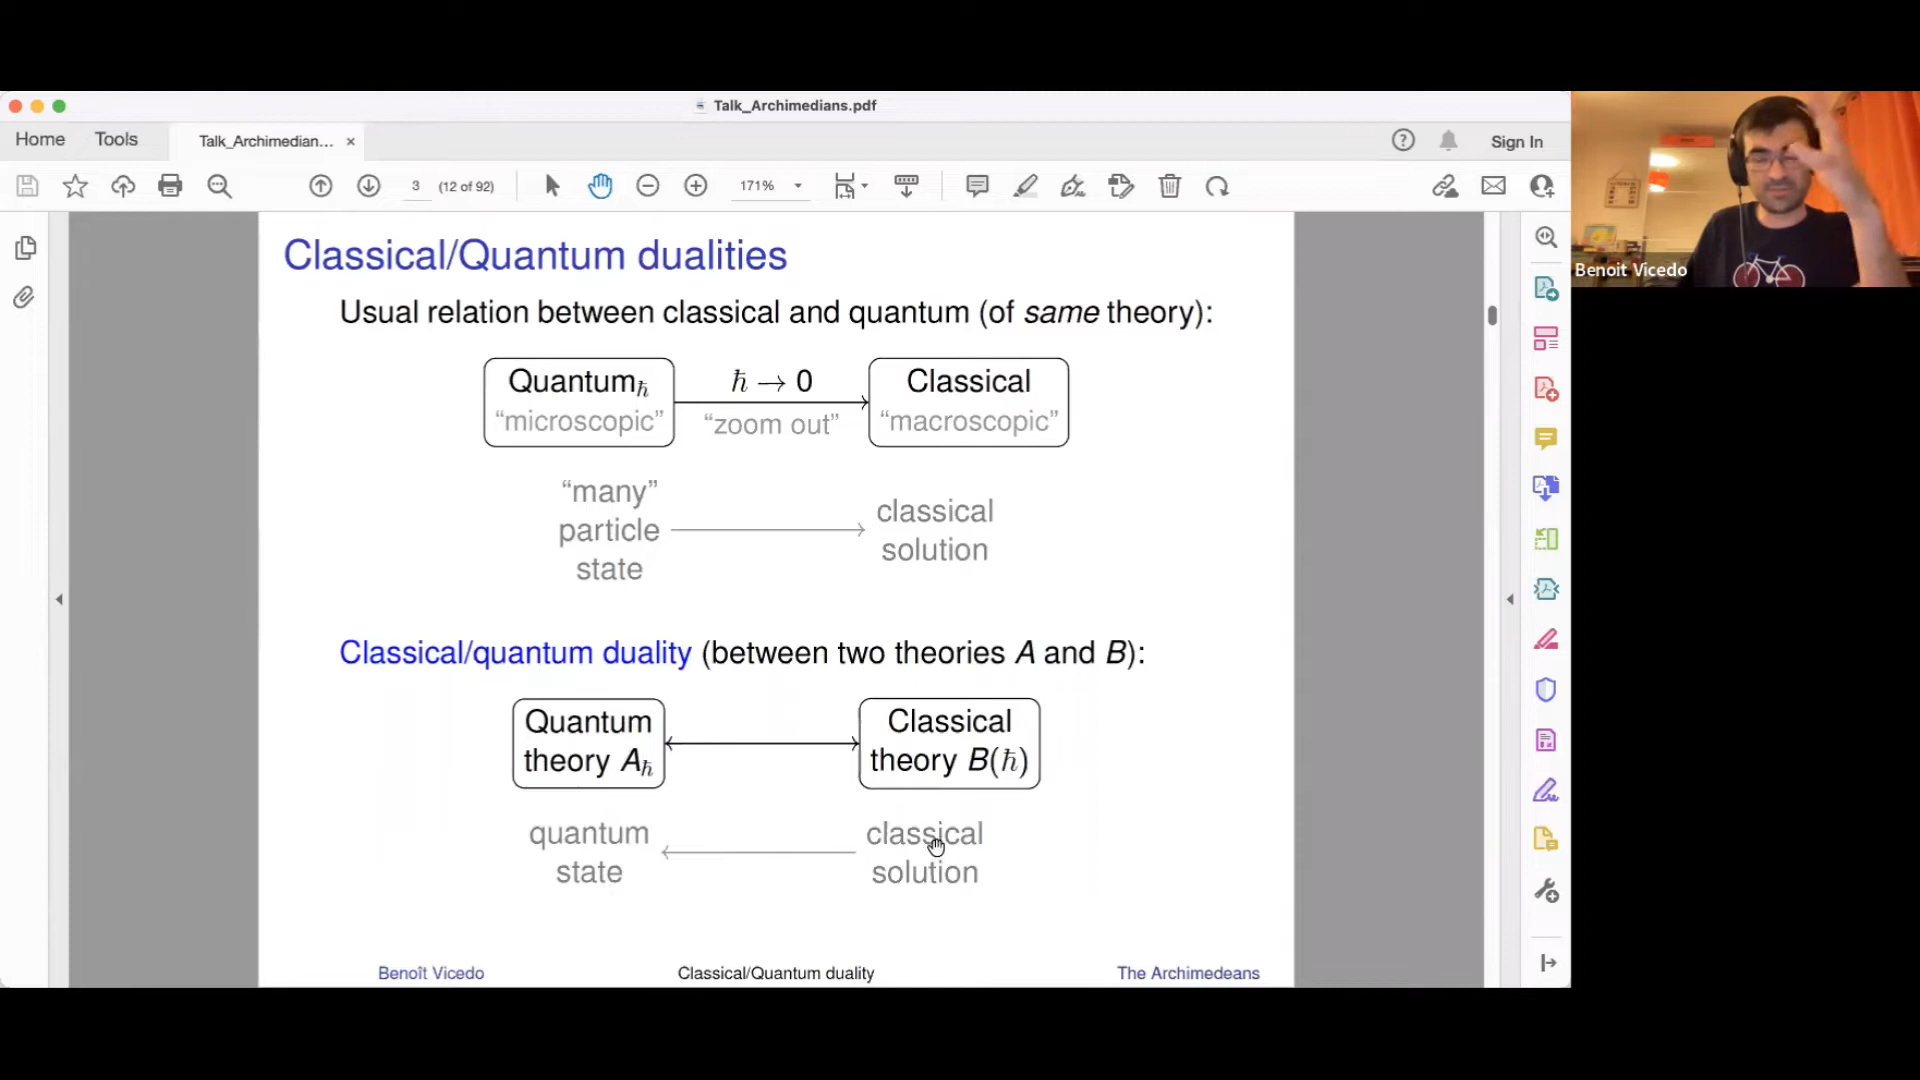 Talk_Archimedians.pdf
Home Tools Talk_Archimedian... × Sign In
3 (12 of 92) 171%
Classical/Quantum dualities
Usual relation between classical and quantum (of same theory):
Quantumℏ ℏ → 0 Classical
“microscopic” “zoom out” “macroscopic”
“many”
particle
state
classical
solution
Classical/quantum duality (between two theories A and B):
Quantum
theory Aℏ
Classical
theory B(ℏ)
quantum
state
classical
solution
Benoît Vicedo Classical/Quantum duality The Archimedeans
Benoit Vicedo